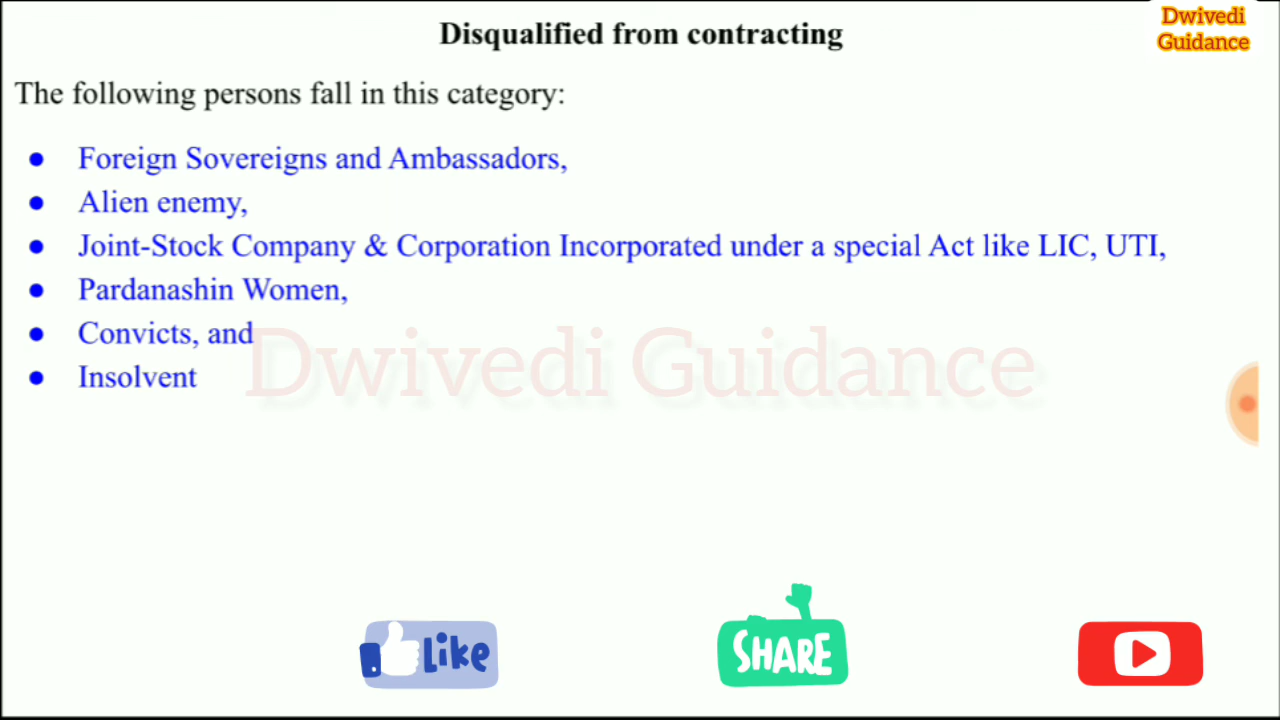 Disqualified from contracting
Dwivedi
Guidance
The following persons fall in this category:
● Foreign Sovereigns and Ambassadors,
● Alien enemy,
● Joint-Stock Company & Corporation Incorporated under a special Act like LIC, UTI,
● Pardanashin Women,
● Convicts, and
● Insolvent
Dwivedi Guidance
Like
SHARE